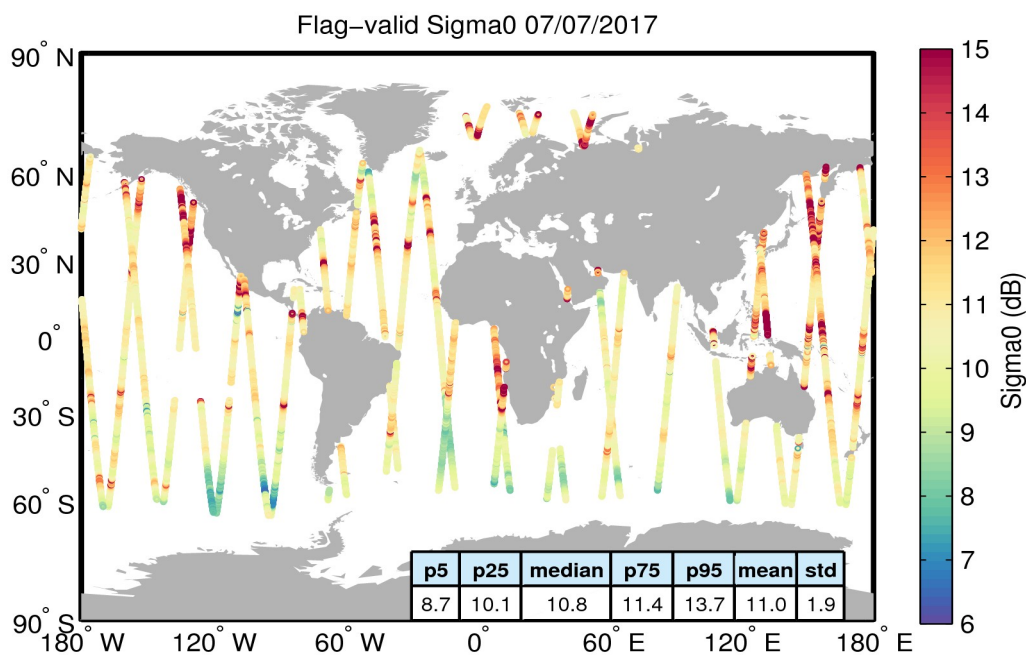 Flag−valid Sigma0 07/07/2017
90° N
60° N
30° N
0°
30° S
60° S
90° S
180° W
120° W
60° W
0°
60° E
120° E
180° E
15
14
13
12
11
10
9
8
7
6
Sigma0 (dB)
p5 p25 median p75 p95 mean std
8.7 10.1 10.8 11.4 13.7 11.0 1.9